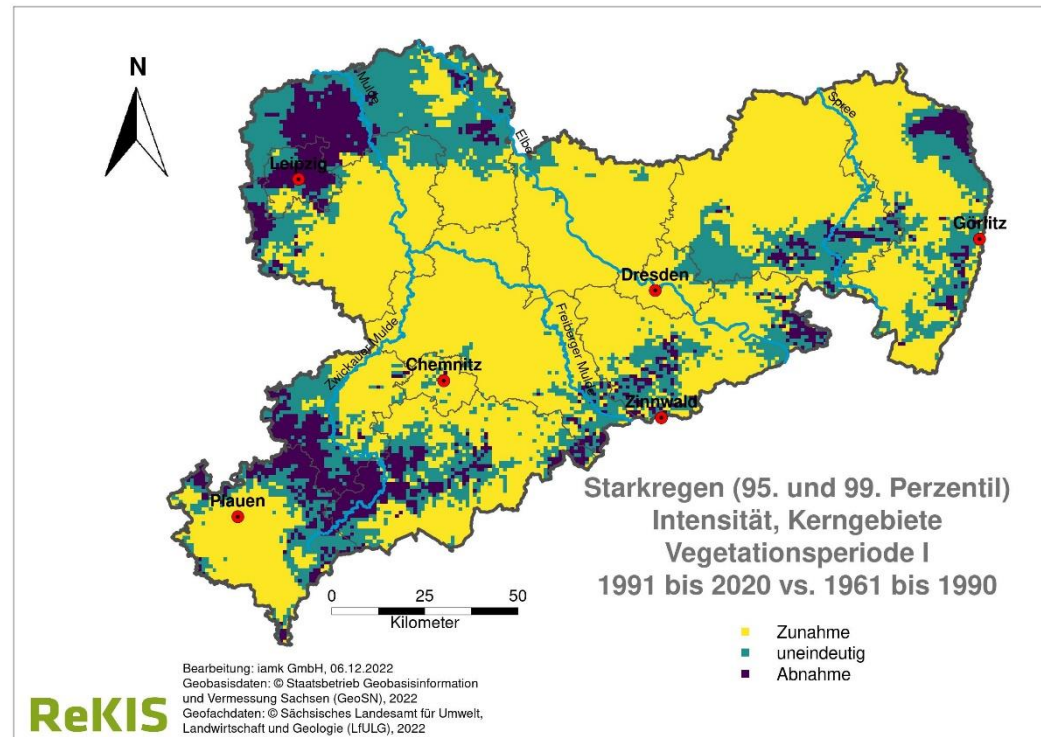 N
Mulde
Elbe
Spree
Leipzig
Görlitz
Dresden
Zwickauer Mulde
Freiberger Mulde
Chemnitz
Zinnwald
Plauen
Starkregen (95. und 99. Perzentil)
Intensität, Kerngebiete
Vegetationsperiode I
1991 bis 2020 vs. 1961 bis 1990
0 25 50
Kilometer
Zunahme
uneindeutig
Abnahme
Bearbeitung: iamk GmbH, 06.12.2022
Geobasisdaten: © Staatsbetrieb Geobasisinformation
und Vermessung Sachsen (GeoSN), 2022
Geofachdaten: © Sächsisches Landesamt für Umwelt,
Landwirtschaft und Geologie (LfULG), 2022
ReKIS